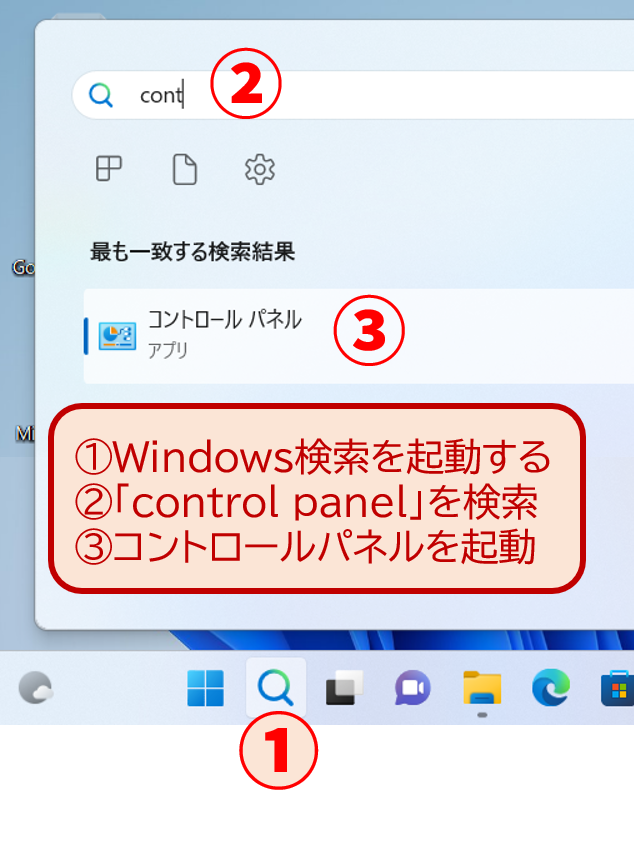 cont
②
最も一致する検索結果
Go
コントロール パネル
アプリ
③
Mi
①Windows検索を起動する
②「control panel」を検索
③コントロールパネルを起動
①